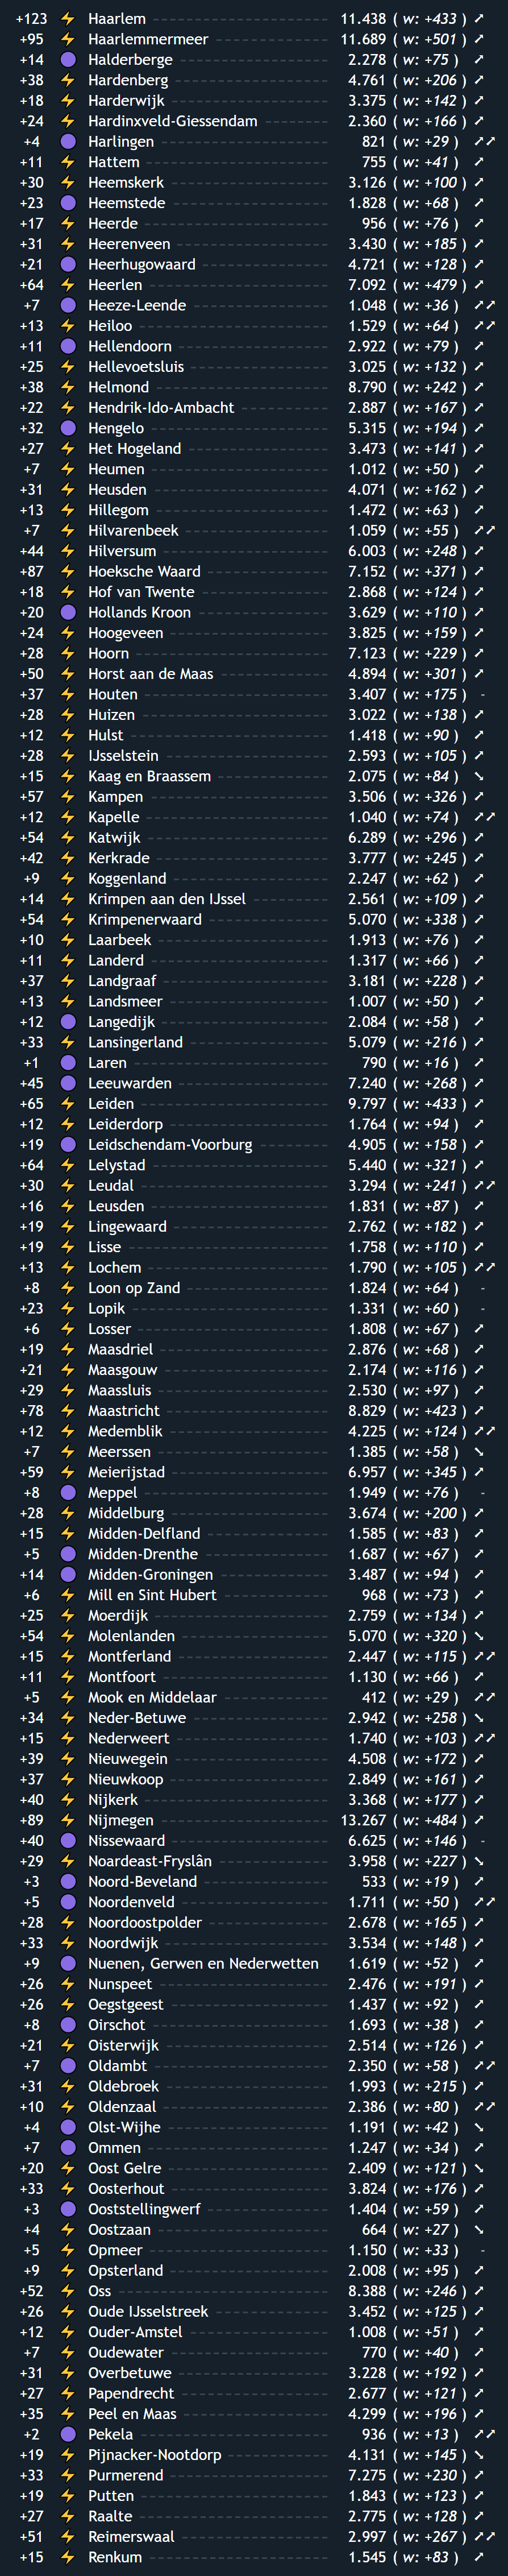 +123 ⚡ Haarlem 11.438 ( w: +433 ) ➚
+95 ⚡ Haarlemmermeer 11.689 ( w: +501 ) ➚
+14 🟣 Halderberge 2.278 ( w: +75 ) ➚
+38 ⚡ Hardenberg 4.761 ( w: +206 ) ➚
+18 ⚡ Harderwijk 3.375 ( w: +142 ) ➚
+24 ⚡ Hardinxveld-Giessendam 2.360 ( w: +166 ) ➚
+4 🟣 Harlingen 821 ( w: +29 ) ➚➚
+11 ⚡ Hattem 755 ( w: +41 ) ➚
+30 ⚡ Heemskerk 3.126 ( w: +100 ) ➚
+23 🟣 Heemstede 1.828 ( w: +68 ) ➚
+17 ⚡ Heerde 956 ( w: +76 ) ➚
+31 ⚡ Heerenveen 3.430 ( w: +185 ) ➚
+21 🟣 Heerhugowaard 4.721 ( w: +128 ) ➚
+64 ⚡ Heerlen 7.092 ( w: +479 ) ➚
+7 🟣 Heeze-Leende 1.048 ( w: +36 ) ➚➚
+13 ⚡ Heiloo 1.529 ( w: +64 ) ➚➚
+11 🟣 Hellendoorn 2.922 ( w: +79 ) ➚
+25 ⚡ Hellevoetsluis 3.025 ( w: +132 ) ➚
+38 ⚡ Helmond 8.790 ( w: +242 ) ➚
+22 ⚡ Hendrik-Ido-Ambacht 2.887 ( w: +167 ) ➚
+32 🟣 Hengelo 5.315 ( w: +194 ) ➚
+27 ⚡ Het Hogeland 3.473 ( w: +141 ) ➚
+7 ⚡ Heumen 1.012 ( w: +50 ) ➚
+31 ⚡ Heusden 4.071 ( w: +162 ) ➚
+13 ⚡ Hillegom 1.472 ( w: +63 ) ➚
+7 ⚡ Hilvarenbeek 1.059 ( w: +55 ) ➚➚
+44 ⚡ Hilversum 6.003 ( w: +248 ) ➚
+87 ⚡ Hoeksche Waard 7.152 ( w: +371 ) ➚
+18 ⚡ Hof van Twente 2.868 ( w: +124 ) ➚
+20 🟣 Hollands Kroon 3.629 ( w: +110 ) ➚
+24 ⚡ Hoogeveen 3.825 ( w: +159 ) ➚
+28 ⚡ Hoorn 7.123 ( w: +229 ) ➚
+50 ⚡ Horst aan de Maas 4.894 ( w: +301 ) ➚
+37 ⚡ Houten 3.407 ( w: +175 ) -
+28 ⚡ Huizen 3.022 ( w: +138 ) ➚
+12 ⚡ Hulst 1.418 ( w: +90 ) ➚
+28 ⚡ IJsselstein 2.593 ( w: +105 ) ➚
+15 ⚡ Kaag en Braassem 2.075 ( w: +84 ) ➘
+57 ⚡ Kampen 3.506 ( w: +326 ) ➚
+12 ⚡ Kapelle 1.040 ( w: +74 ) ➚➚
+54 ⚡ Katwijk 6.289 ( w: +296 ) ➚
+42 ⚡ Kerkrade 3.777 ( w: +245 ) ➚
+9 ⚡ Koggenland 2.247 ( w: +62 ) ➚
+14 ⚡ Krimpen aan den IJssel 2.561 ( w: +109 ) ➚
+54 ⚡ Krimpenerwaard 5.070 ( w: +338 ) ➚
+10 ⚡ Laarbeek 1.913 ( w: +76 ) ➚
+11 ⚡ Landerd 1.317 ( w: +66 ) ➚
+37 ⚡ Landgraaf 3.181 ( w: +228 ) ➚
+13 ⚡ Landsmeer 1.007 ( w: +50 ) ➚
+12 🟣 Langedijk 2.084 ( w: +58 ) ➚
+33 ⚡ Lansingerland 5.079 ( w: +216 ) ➚
+1 🟣 Laren 790 ( w: +16 ) ➚
+45 🟣 Leeuwarden 7.240 ( w: +268 ) ➚
+65 ⚡ Leiden 9.797 ( w: +433 ) ➚
+12 ⚡ Leiderdorp 1.764 ( w: +94 ) ➚
+19 🟣 Leidschendam-Voorburg 4.905 ( w: +158 ) ➚
+64 ⚡ Lelystad 5.440 ( w: +321 ) ➚
+30 ⚡ Leudal 3.294 ( w: +241 ) ➚➚
+16 ⚡ Leusden 1.831 ( w: +87 ) ➚
+19 ⚡ Lingewaard 2.762 ( w: +182 ) ➚
+19 ⚡ Lisse 1.758 ( w: +110 ) ➚
+13 ⚡ Lochem 1.790 ( w: +105 ) ➚➚
+8 ⚡ Loon op Zand 1.824 ( w: +64 ) -
+23 ⚡ Lopik 1.331 ( w: +60 ) -
+6 ⚡ Losser 1.808 ( w: +67 ) ➚
+19 ⚡ Maasdriel 2.876 ( w: +68 ) ➚
+21 ⚡ Maasgouw 2.174 ( w: +116 ) ➚
+29 ⚡ Maassluis 2.530 ( w: +97 ) ➚
+78 ⚡ Maastricht 8.829 ( w: +423 ) ➚
+12 ⚡ Medemblik 4.225 ( w: +124 ) ➚➚
+7 ⚡ Meerssen 1.385 ( w: +58 ) ➘
+59 ⚡ Meierijstad 6.957 ( w: +345 ) ➚
+8 🟣 Meppel 1.949 ( w: +76 ) -
+28 ⚡ Middelburg 3.674 ( w: +200 ) ➚
+15 ⚡ Midden-Delfland 1.585 ( w: +83 ) ➚
+5 🟣 Midden-Drenthe 1.687 ( w: +67 ) ➚
+14 🟣 Midden-Groningen 3.487 ( w: +94 ) ➚
+6 ⚡ Mill en Sint Hubert 968 ( w: +73 ) ➚
+25 ⚡ Moerdijk 2.759 ( w: +134 ) ➚
+54 ⚡ Molenlanden 5.070 ( w: +320 ) ➘
+15 ⚡ Montferland 2.447 ( w: +115 ) ➚➚
+11 ⚡ Montfoort 1.130 ( w: +66 ) ➚
+5 ⚡ Mook en Middelaar 412 ( w: +29 ) ➚➚
+34 ⚡ Neder-Betuwe 2.942 ( w: +258 ) ➘
+15 ⚡ Nederweert 1.740 ( w: +103 ) ➚➚
+39 ⚡ Nieuwegein 4.508 ( w: +172 ) ➚
+37 ⚡ Nieuwkoop 2.849 ( w: +161 ) ➚
+40 ⚡ Nijkerk 3.368 ( w: +177 ) ➚
+89 ⚡ Nijmegen 13.267 ( w: +484 ) ➚
+40 🟣 Nissewaard 6.625 ( w: +146 ) -
+29 ⚡ Noardeast-Fryslân 3.958 ( w: +227 ) ➘
+3 🟣 Noord-Beveland 533 ( w: +19 ) ➚
+5 🟣 Noordenveld 1.711 ( w: +50 ) ➚➚
+28 ⚡ Noordoostpolder 2.678 ( w: +165 ) ➚
+33 ⚡ Noordwijk 3.534 ( w: +148 ) ➚
+9 🟣 Nuenen, Gerwen en Nederwetten 1.619 ( w: +52 ) ➚
+26 ⚡ Nunspeet 2.476 ( w: +191 ) ➚
+26 ⚡ Oegstgeest 1.437 ( w: +92 ) ➚
+8 🟣 Oirschot 1.693 ( w: +38 ) ➚
+21 ⚡ Oisterwijk 2.514 ( w: +126 ) ➚
+7 🟣 Oldambt 2.350 ( w: +58 ) ➚➚
+31 ⚡ Oldebroek 1.993 ( w: +215 ) ➚
+10 ⚡ Oldenzaal 2.386 ( w: +80 ) ➚➚
+4 🟣 Olst-Wijhe 1.191 ( w: +42 ) ➘
+7 🟣 Ommen 1.247 ( w: +34 ) ➚
+20 ⚡ Oost Gelre 2.409 ( w: +121 ) ➘
+33 ⚡ Oosterhout 3.824 ( w: +176 ) ➚
+3 🟣 Ooststellingwerf 1.404 ( w: +59 ) ➚
+4 ⚡ Oostzaan 664 ( w: +27 ) ➘
+5 ⚡ Opmeer 1.150 ( w: +33 ) -
+9 ⚡ Opsterland 2.008 ( w: +95 ) ➚
+52 ⚡ Oss 8.388 ( w: +246 ) ➚
+26 ⚡ Oude IJsselstreek 3.452 ( w: +125 ) ➚
+12 ⚡ Ouder-Amstel 1.008 ( w: +51 ) ➚
+7 ⚡ Oudewater 770 ( w: +40 ) ➚
+31 ⚡ Overbetuwe 3.228 ( w: +192 ) ➚
+27 ⚡ Papendrecht 2.677 ( w: +121 ) ➚
+35 ⚡ Peel en Maas 4.299 ( w: +196 ) ➚
+2 🟣 Pekela 936 ( w: +13 ) ➚➚
+19 ⚡ Pijnacker-Nootdorp 4.131 ( w: +145 ) ➘
+33 ⚡ Purmerend 7.275 ( w: +230 ) ➚
+19 ⚡ Putten 1.843 ( w: +123 ) ➚
+27 ⚡ Raalte 2.775 ( w: +128 ) ➚
+51 ⚡ Reimerswaal 2.997 ( w: +267 ) ➚➚
+15 ⚡ Renkum 1.545 ( w: +83 ) ➚